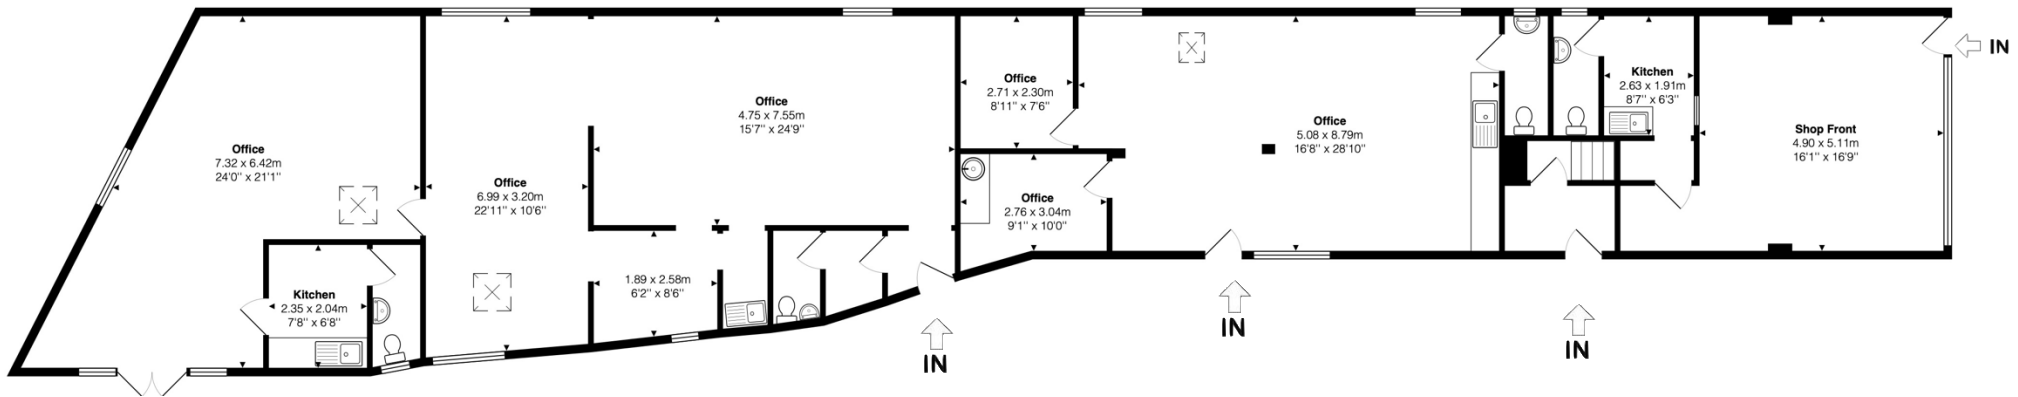 Office
7.32 x 6.42m
24'0'' x 21'1''
Kitchen
2.35 x 2.04m
7'8'' x 6'8''
Office
6.99 x 3.20m
22'11'' x 10'6''
Office
4.75 x 7.55m
15'7'' x 24'9''
1.89 x 2.58m
6'2'' x 8'6''
IN
Office
2.71 x 2.30m
8'11'' x 7'6''
Office
2.76 x 3.04m
9'1'' x 10'0''
Office
5.08 x 8.79m
16'8'' x 28'10''
IN
Kitchen
2.63 x 1.91m
8'7'' x 6'3''
IN
Shop Front
4.90 x 5.11m
16'1'' x 16'9''
IN